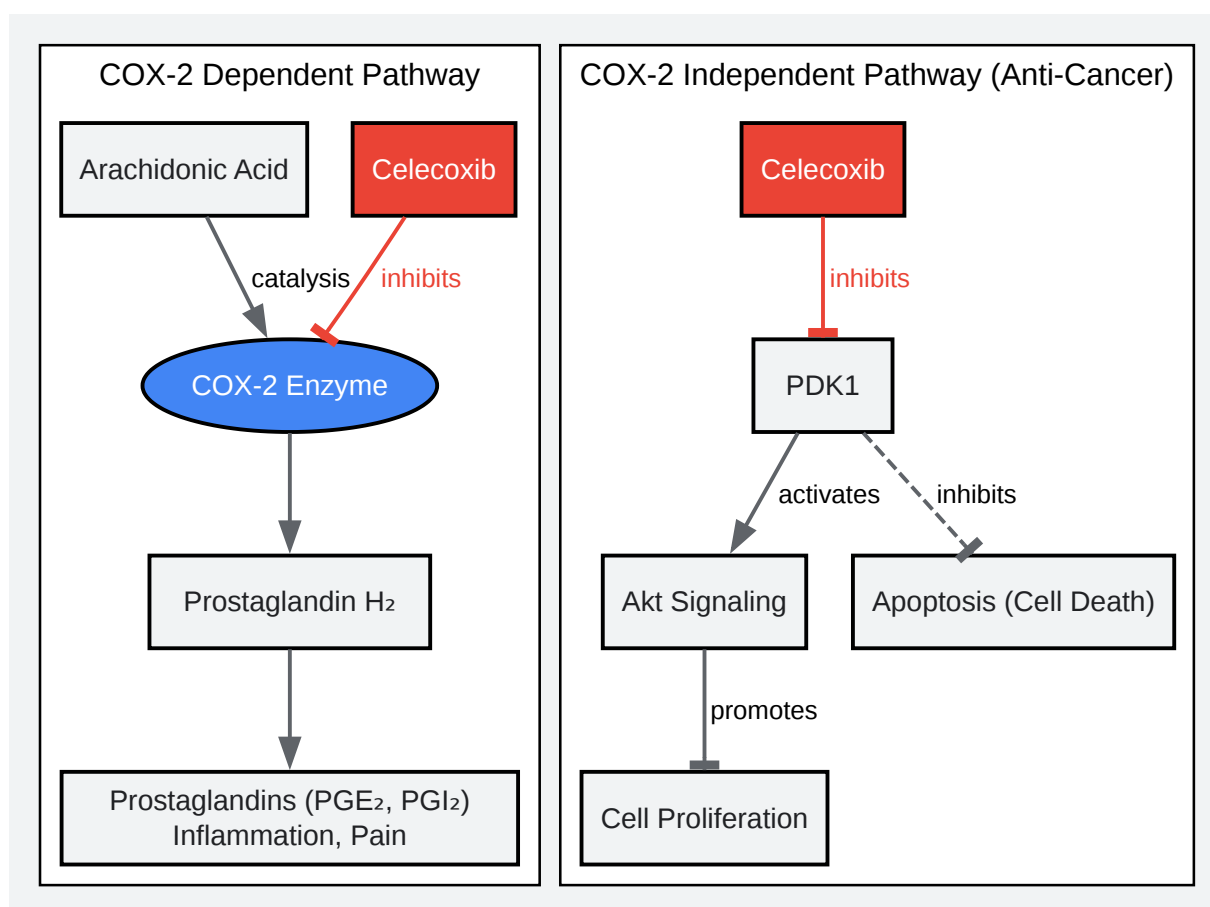 COX-2 Dependent Pathway
Arachidonic Acid
Celecoxib
catalysis
inhibits
COX-2 Enzyme
Prostaglandin H₂
Prostaglandins (PGE₂, PGI₂)
Inflammation, Pain
COX-2 Independent Pathway (Anti-Cancer)
Celecoxib
inhibits
PDK1
activates
inhibits
Akt Signaling
Apoptosis (Cell Death)
promotes
Cell Proliferation